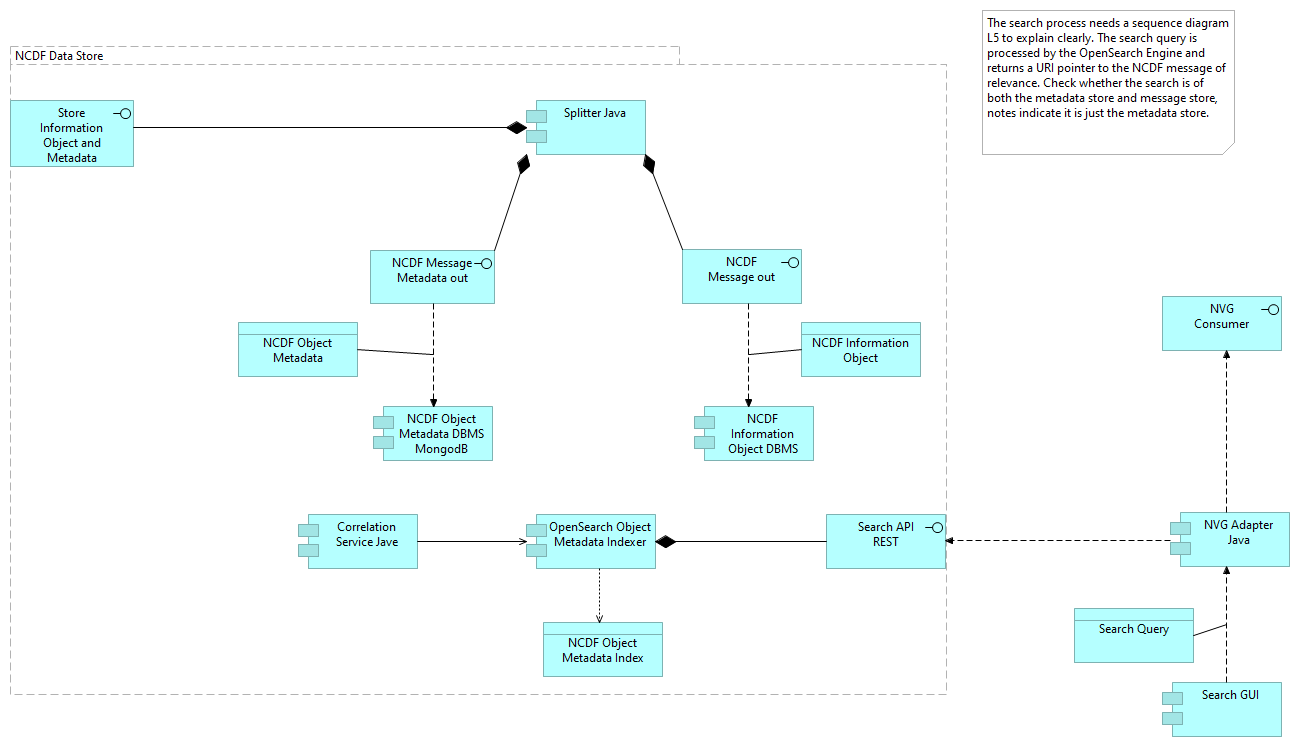 The search process needs a sequence diagram
L5 to explain clearly. The search query is
processed by the OpenSearch Engine and
returns a URI pointer to the NCDF message of
relevance. Check whether the search is of
both the metadata store and message store,
notes indicate it is just the metadata store.
NCDF Data Store
Store
Information
Object and
Metadata
Splitter Java
NCDF Message
Metadata out
NCDF
Message out
NCDF Object
Metadata
NCDF Information
Object
NCDF Object
Metadata DBMS
MongodB
NCDF
Information
Object DBMS
NVG
Consumer
Correlation
Service Jave
OpenSearch Object
Metadata Indexer
Search API
REST
NVG Adapter
Java
NCDF Object
Metadata Index
Search Query
Search GUI